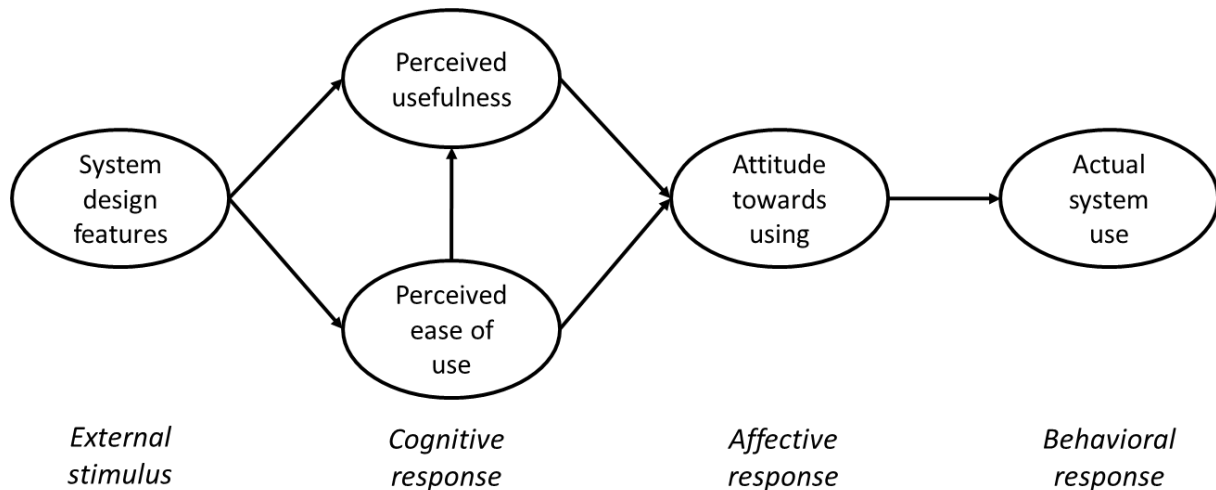 Perceived
usefulness
System
design
features
Attitude
towards
using
Actual
system
use
Perceived
ease of
use
External
stimulus
Cognitive
response
Affective
response
Behavioral
response